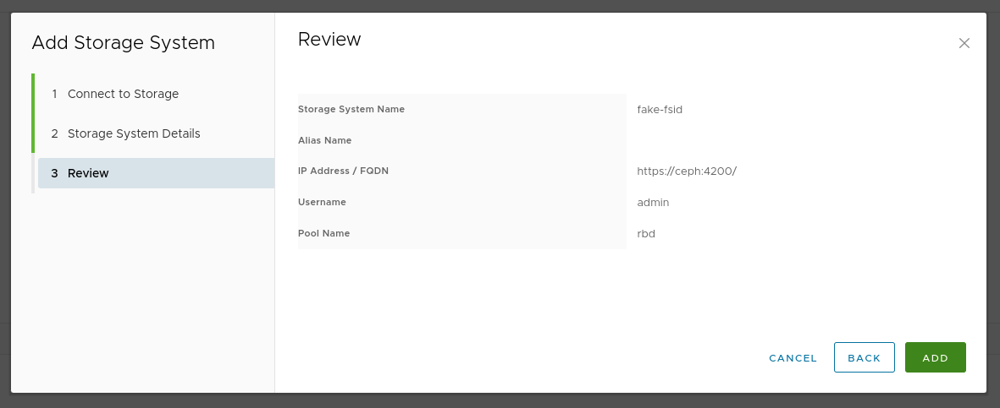 Add Storage System
1 Connect to Storage
2 Storage System Details
3 Review
Review
Storage System Name fake-fsid
Alias Name
IP Address / FQDN https://ceph:4200/
Username admin
Pool Name rbd
CANCEL BACK ADD